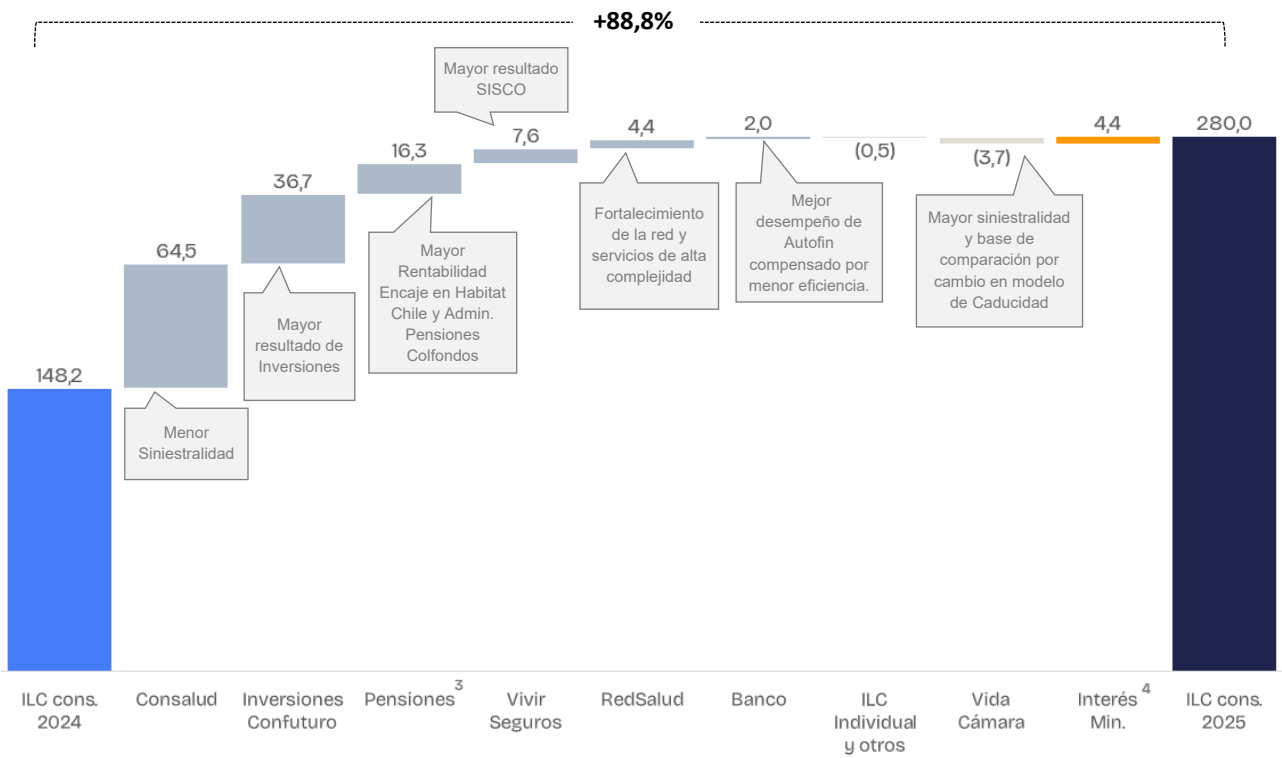 +88,8%
Mayor resultado
SISCO
148,2
64,5
36,7
16,3
7,6
4,4
2,0
(0,5)
(3,7)
4,4
280,0
Menor
Siniestralidad
Mayor
resultado de
Inversiones
Mayor
Rentabilidad
Encaje en Habitat
Chile y Admin.
Pensiones
Colfondos
Fortalecimiento
de la red y
servicios de alta
complejidad
Mejor
desempeño de
Autofin
compensado por
menor eficiencia.
Mayor siniestralidad
y base de
comparación por
cambio en modelo
de Caducidad
ILC cons.
2024
Consalud
Inversiones
Confuturo
Pensiones 3
Vivir
Seguros
RedSalud
Banco
ILC
Individual
y otros
Vida
Cámara
Interés 4
Min.
ILC cons.
2025